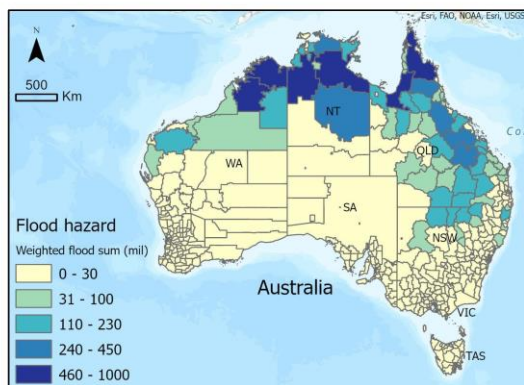 Esri, FAO, NOAA, Esri, USGS
N
500
Km
NT
QLD
WA
SA
NSW
Flood hazard
Weighted flood sum (mil)
0 - 30
31 - 100
110 - 230
240 - 450
460 - 1000
Australia
VIC
TAS